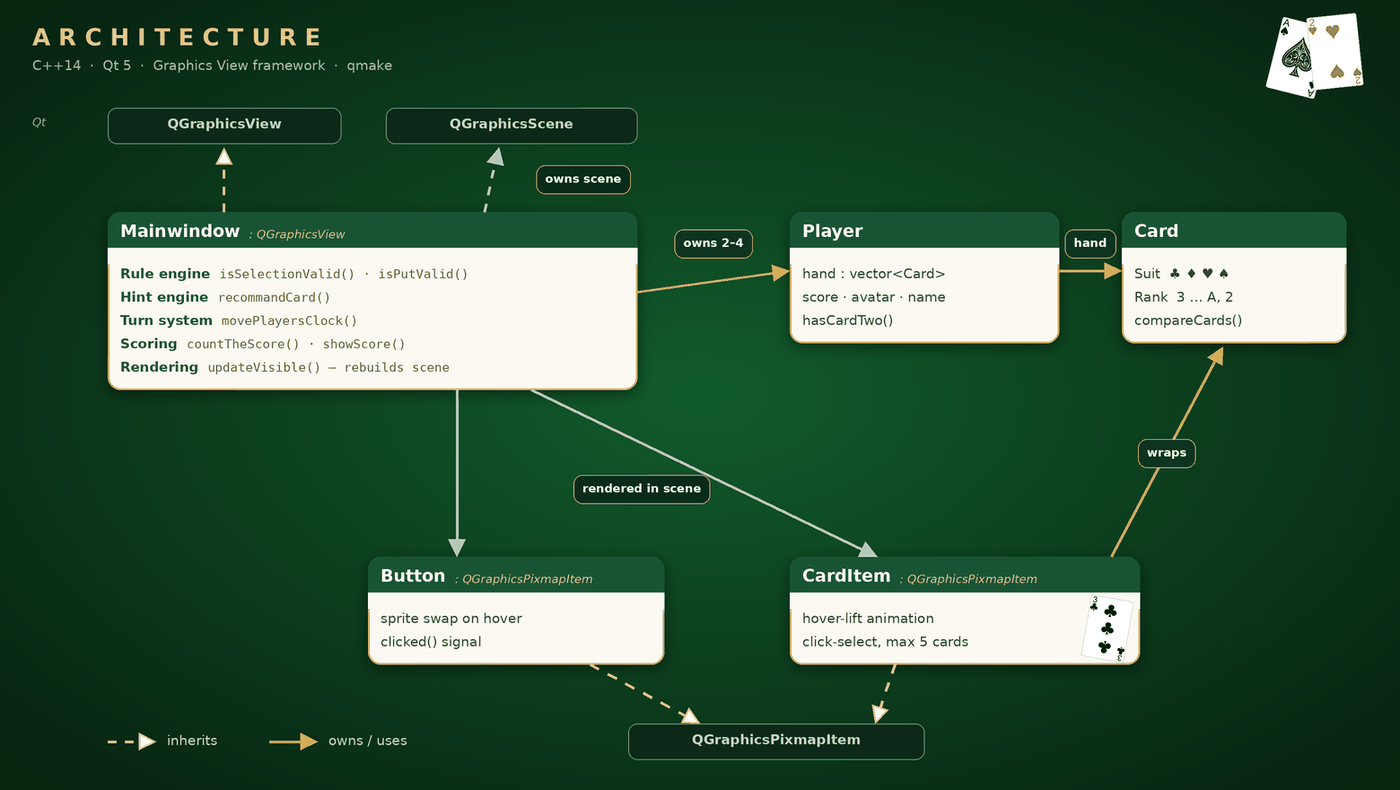 ARCHITECTURE
C++14 · Qt 5 · Graphics View framework · qmake
A
2
A
2
Qt
QGraphicsView
QGraphicsScene
owns scene
Mainwindow : QGraphicsView
Rule engine isSelectionValid() · isPutValid()
Hint engine recommandCard()
Turn system movePlayersClock()
Scoring countTheScore() · showScore()
Rendering updateVisible() — rebuilds scene
owns 2–4
Player
hand : vector<Card>
score · avatar · name
hasCardTwo()
hand
Card
Suit ♣ ♦ ♥ ♠
Rank 3 … A, 2
compareCards()
wraps
rendered in scene
Button : QGraphicsPixmapItem
sprite swap on hover
clicked() signal
CardItem : QGraphicsPixmapItem
hover-lift animation
click-select, max 5 cards
3
3
inherits
owns / uses
QGraphicsPixmapItem